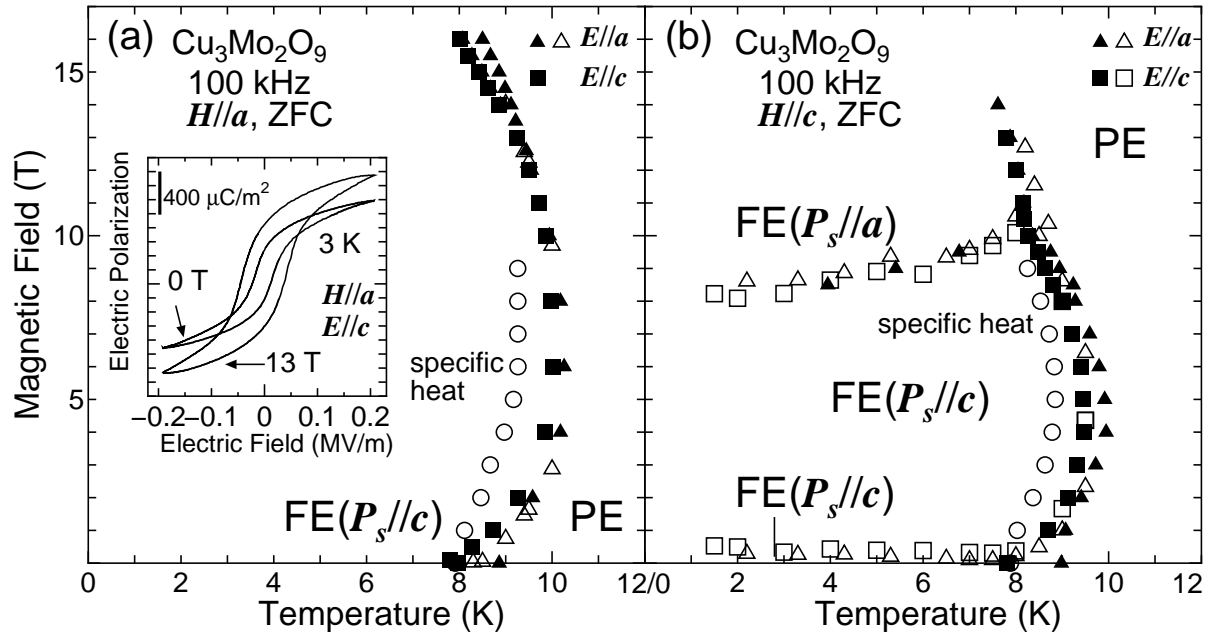 (a)
Cu₃Mo₂O₉
100 kHz
H//a, ZFC
E//a
E//c
400 μC/m²
3 K
0 T
H//a
E//c
13 T
Electric Polarization
−0.2 −0.1 0 0.1 0.2
Electric Field (MV/m)
specific
heat
FE(Pₛ//c)
PE
Magnetic Field (T)
15
10
5
0
0 2 4 6 8 10 12/0 2 4 6 8 10 12
Temperature (K)
(b)
Cu₃Mo₂O₉
100 kHz
H//c, ZFC
E//a
E//c
PE
FE(Pₛ//a)
specific heat
FE(Pₛ//c)
FE(Pₛ//c)
Temperature (K)